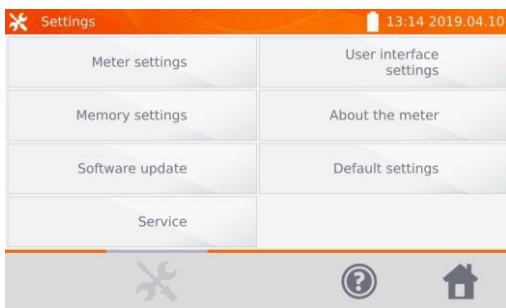 Settings
13:14 2019.04.10
Meter settings
User interface
settings
Memory settings
About the meter
Software update
Default settings
Service
?